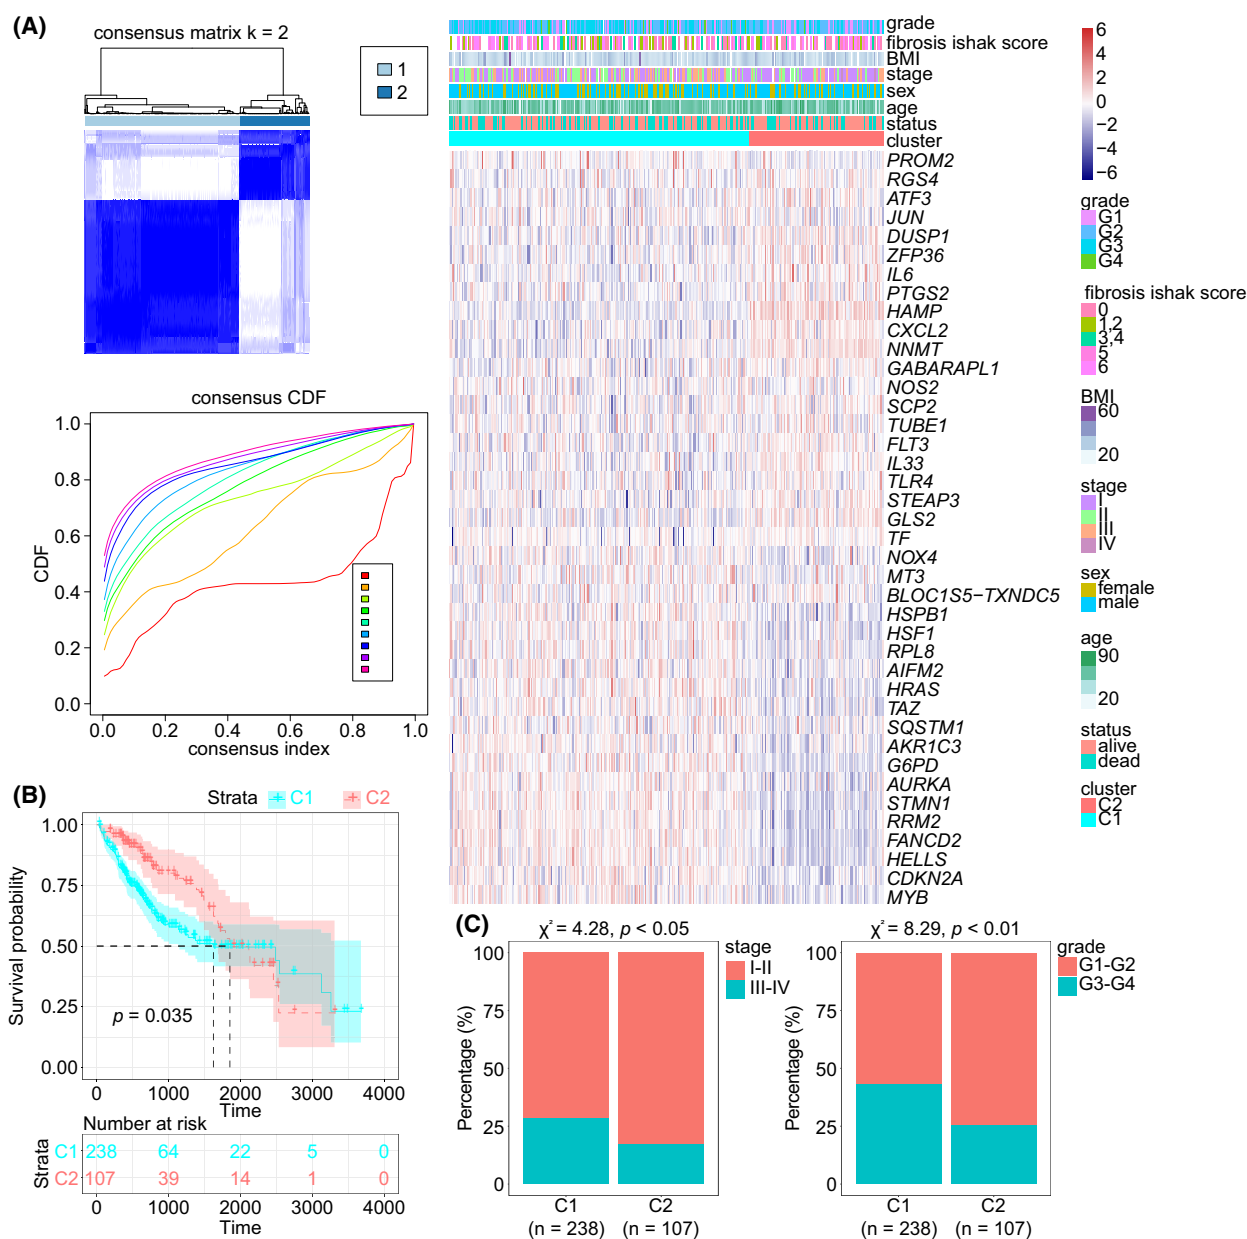 (A)
consensus matrix k = 2
1
2
consensus CDF
CDF
1.0
0.8
0.6
0.4
0.2
0.0
0.0 0.2 0.4 0.6 0.8 1.0
consensus index
grade
fibrosis ishak score
BMI
stage
sex
age
status
cluster
PROM2
RGS4
ATF3
JUN
DUSP1
ZFP36
IL6
PTGS2
HAMP
CXCL2
NNMT
GABARAPL1
NOS2
SCP2
TUBE1
FLT3
IL33
TLR4
STEAP3
GLS2
TF
NOX4
MT3
BLOC1S5−TXNDC5
HSPB1
HSF1
RPL8
AIFM2
HRAS
TAZ
SQSTM1
AKR1C3
G6PD
AURKA
STMN1
RRM2
FANCD2
HELLS
CDKN2A
MYB
6
4
2
0
−2
−4
−6
grade
G1
G2
G3
G4
fibrosis ishak score
0
1,2
3,4
5
6
BMI
60
20
stage
I
II
III
IV
sex
female
male
age
90
20
status
alive
dead
cluster
C2
C1
(B)
Strata C1 C2
Survival probability
1.00
0.75
0.50
0.25
0.00
p = 0.035
0 1000 2000 3000 4000
Time
Number at risk
Strata
C1 238 64 22 5 0
C2 107 39 14 1 0
0 1000 2000 3000 4000
Time
(C)
χ² = 4.28, p < 0.05
stage
I-II
III-IV
Percentage (%)
100
75
50
25
0
C1 C2
(n = 238) (n = 107)
χ² = 8.29, p < 0.01
grade
G1-G2
G3-G4
Percentage (%)
100
75
50
25
0
C1 C2
(n = 238) (n = 107)